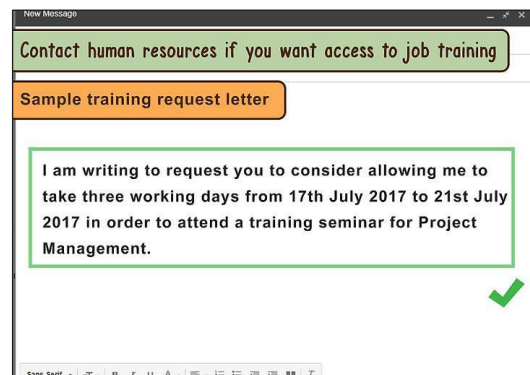 New Message
Contact human resources if you want access to job training
Sample training request letter
I am writing to request you to consider allowing me to
take three working days from 17th July 2017 to 21st July
2017 in order to attend a training seminar for Project
Management.
Sans Serif